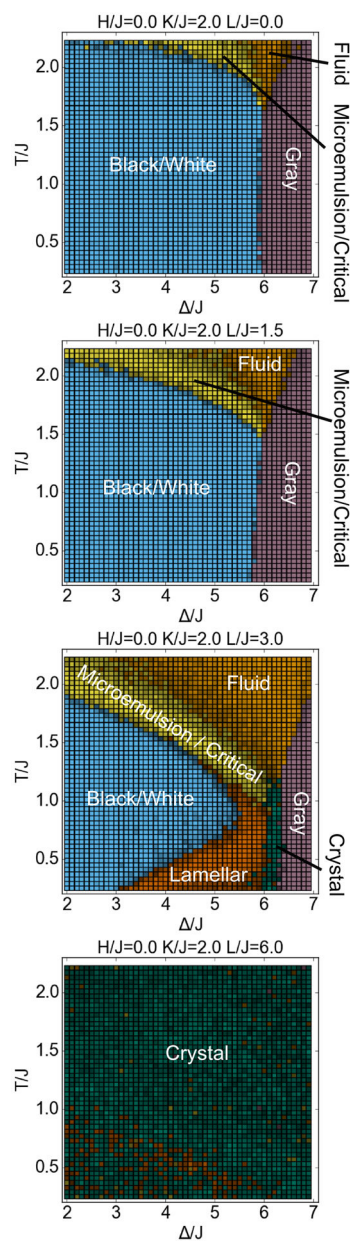 H/J=0.0 K/J=2.0 L/J=0.0
Fluid
Microemulsion/Critical
2.0
1.5
1.0
0.5
T/J
Black/White
Gray
2 3 4 5 6 7
Δ/J
H/J=0.0 K/J=2.0 L/J=1.5
Fluid
Microemulsion/Critical
2.0
1.5
1.0
0.5
T/J
Black/White
Gray
2 3 4 5 6 7
Δ/J
H/J=0.0 K/J=2.0 L/J=3.0
Fluid
Microemulsion / Critical
2.0
1.5
1.0
0.5
T/J
Black/White
Lamellar
Gray
Crystal
2 3 4 5 6 7
Δ/J
H/J=0.0 K/J=2.0 L/J=6.0
2.0
1.5
1.0
0.5
T/J
Crystal
2 3 4 5 6 7
Δ/J